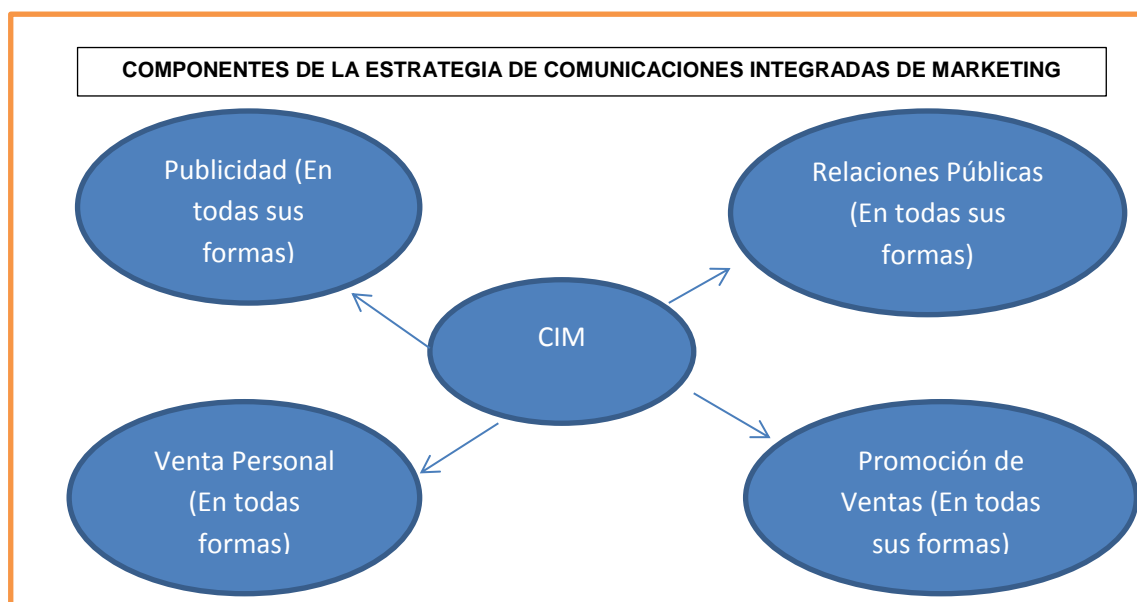 COMPONENTES DE LA ESTRATEGIA DE COMUNICACIONES INTEGRADAS DE MARKETING
Publicidad (En
todas sus
formas)
Relaciones Públicas
(En todas sus
formas)
CIM
Venta Personal
(En todas
formas)
Promoción de
Ventas (En todas
sus formas)